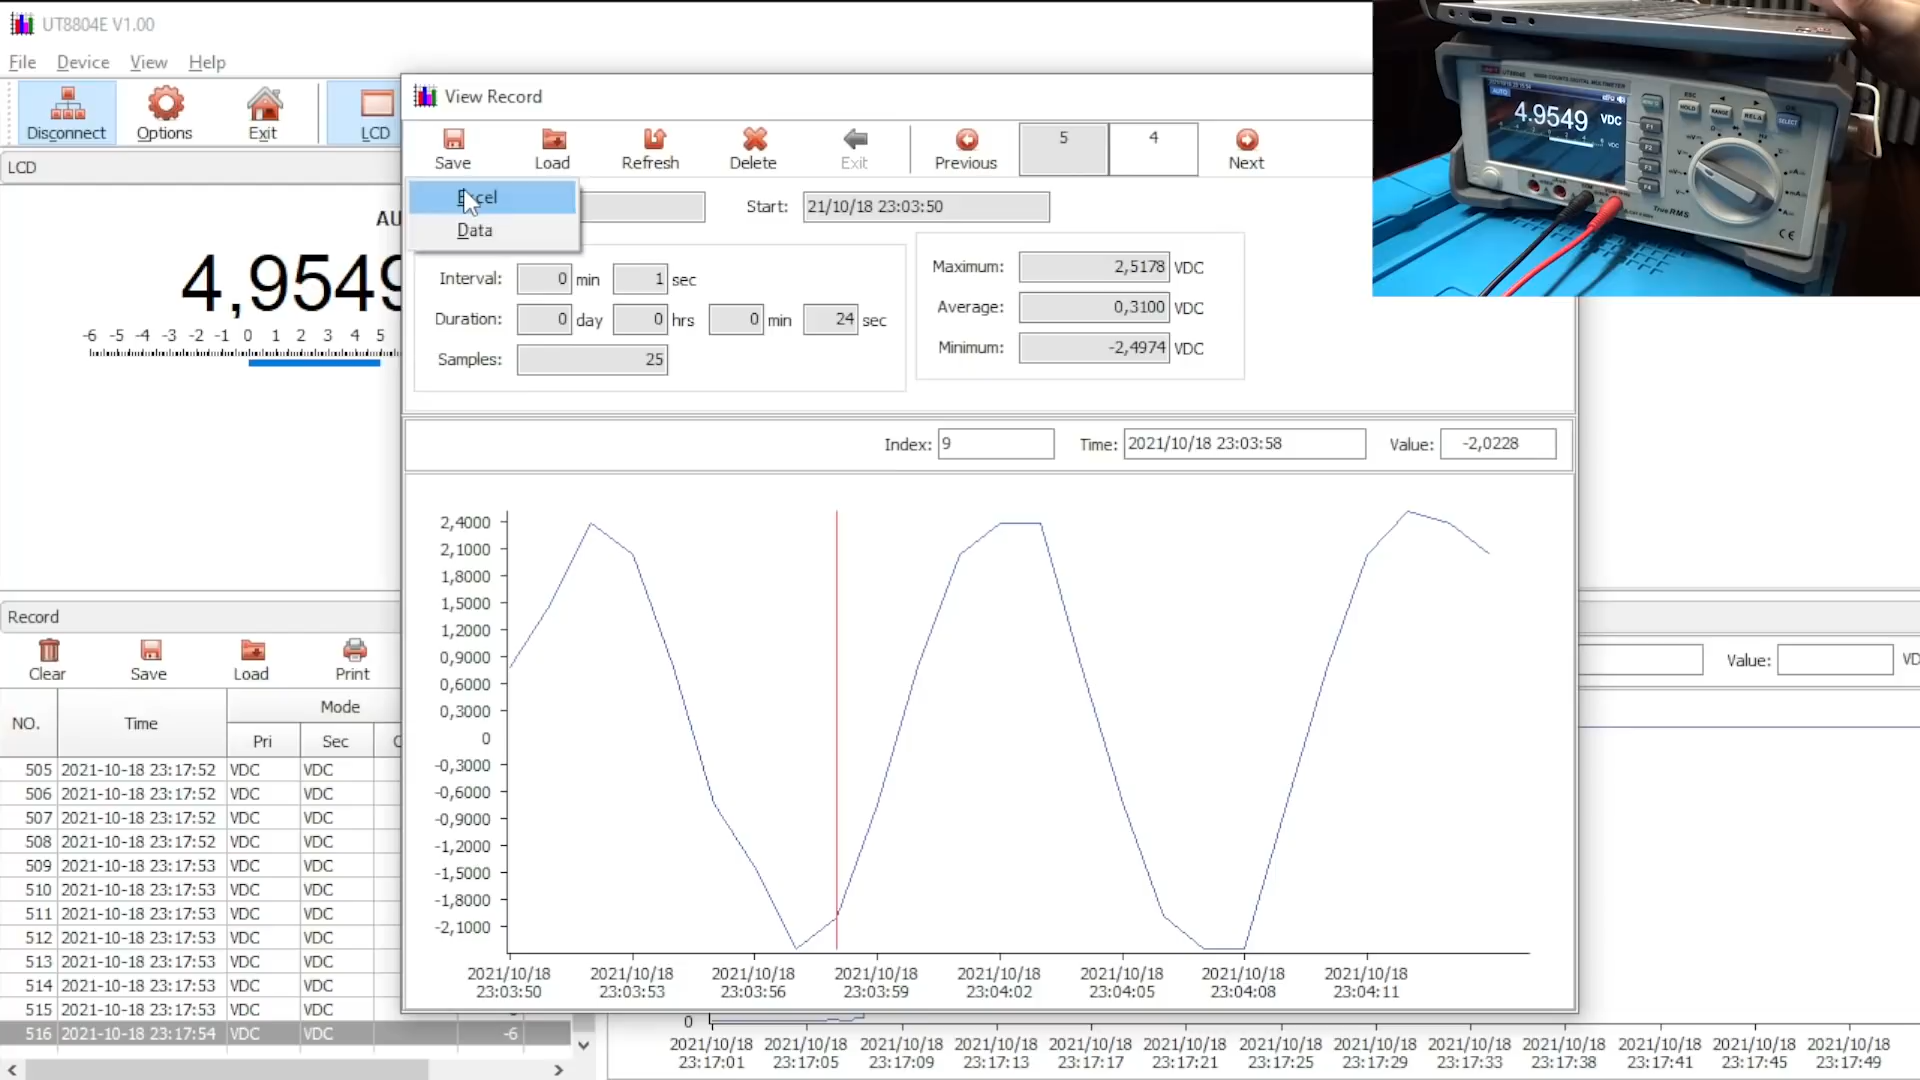 UT8804E V1.00
File Device View Help
Disconnect Options Exit LCD
LCD
AU
4,9549
-6 -5 -4 -3 -2 -1 0 1 2 3 4 5
View Record
Save Load Refresh Delete Exit Previous 5 4 Next
Excel
Data
Start: 21/10/18 23:03:50
Interval: 0 min 1 sec
Duration: 0 day 0 hrs 0 min 24 sec
Samples: 25
Maximum: 2,5178 VDC
Average: 0,3100 VDC
Minimum: -2,4974 VDC
Index: 9 Time: 2021/10/18 23:03:58 Value: -2,0228
2,4000
2,1000
1,8000
1,5000
1,2000
0,9000
0,6000
0,3000
0
-0,3000
-0,6000
-0,9000
-1,2000
-1,5000
-1,8000
-2,1000
2021/10/18 2021/10/18 2021/10/18 2021/10/18 2021/10/18 2021/10/18 2021/10/18 2021/10/18
23:03:50 23:03:53 23:03:56 23:03:59 23:04:02 23:04:05 23:04:08 23:04:11
Record
Clear Save Load Print
NO. Time Mode
Pri Sec
505 2021-10-18 23:17:52 VDC VDC
506 2021-10-18 23:17:52 VDC VDC
507 2021-10-18 23:17:52 VDC VDC
508 2021-10-18 23:17:52 VDC VDC
509 2021-10-18 23:17:53 VDC VDC
510 2021-10-18 23:17:53 VDC VDC
511 2021-10-18 23:17:53 VDC VDC
512 2021-10-18 23:17:53 VDC VDC
513 2021-10-18 23:17:53 VDC VDC
514 2021-10-18 23:17:53 VDC VDC
515 2021-10-18 23:17:53 VDC VDC
516 2021-10-18 23:17:54 VDC VDC -6
Value: VD
0
2021/10/18 2021/10/18 2021/10/18 2021/10/18 2021/10/18 2021/10/18 2021/10/18 2021/10/18 2021/10/18 2021/10/18 2021/10/18 2021/10/18 2021/10/18
23:17:01 23:17:05 23:17:09 23:17:13 23:17:17 23:17:21 23:17:25 23:17:29 23:17:33 23:17:38 23:17:41 23:17:45 23:17:49
UT8804E
AUTO
4.9549 VDC
VDC
ESC
HOLD RANGE RELΔ SELECT
F1
F2
F3
F4
True RMS
CE